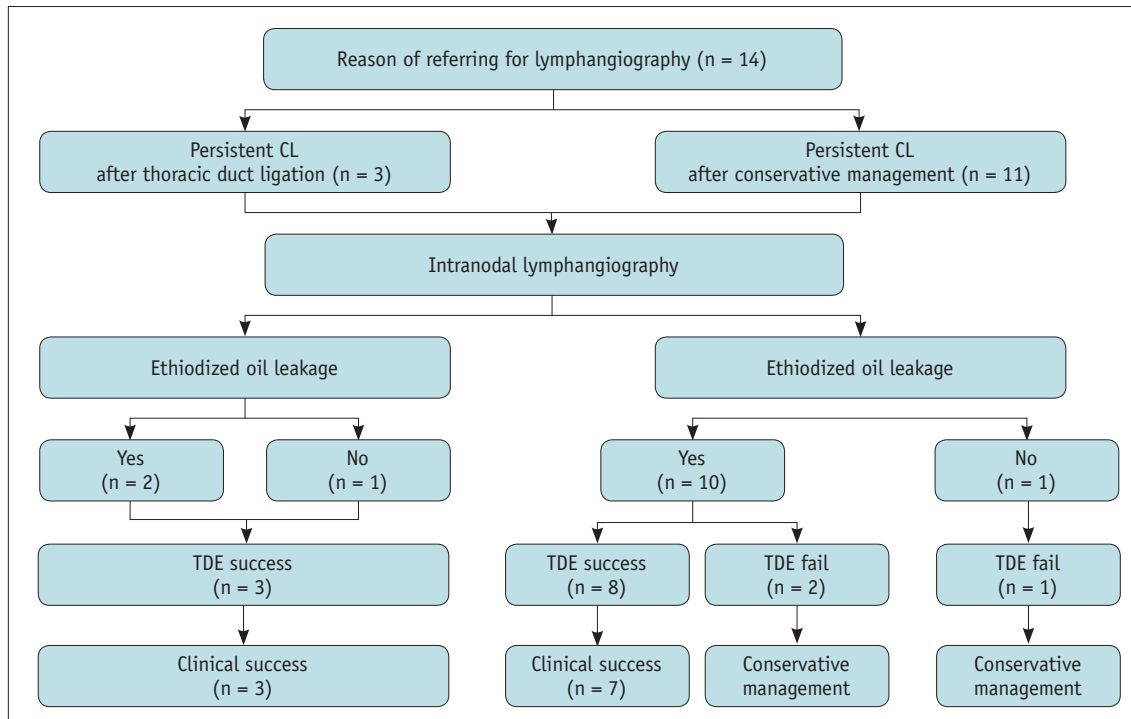 Reason of referring for lymphangiography (n = 14)
Persistent CL
after thoracic duct ligation (n = 3)
Persistent CL
after conservative management (n = 11)
Intranodal lymphangiography
Ethiodized oil leakage
Ethiodized oil leakage
Yes
(n = 2)
No
(n = 1)
Yes
(n = 10)
No
(n = 1)
TDE success
(n = 3)
TDE success
(n = 8)
TDE fail
(n = 2)
TDE fail
(n = 1)
Clinical success
(n = 3)
Clinical success
(n = 7)
Conservative
management
Conservative
management